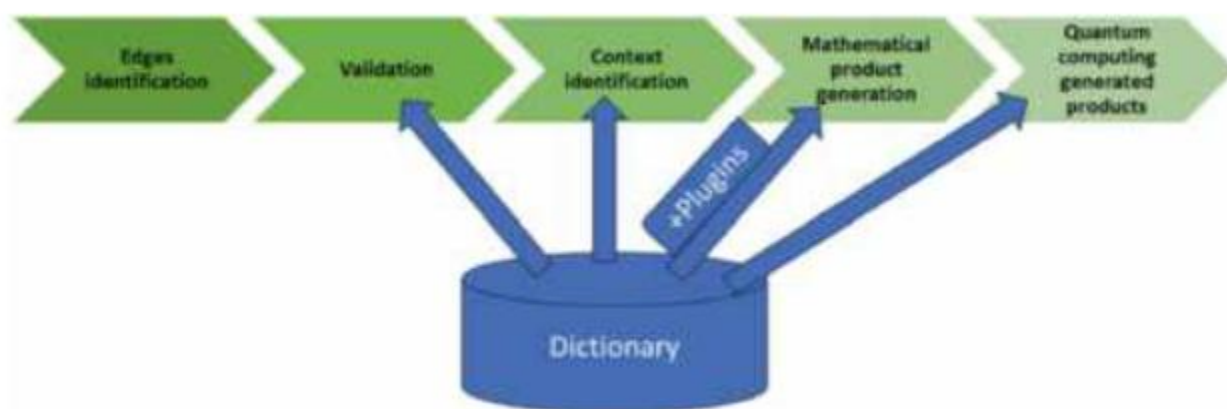 Edges
identification
Validation
Context
identification
Mathematical
product
generation
Quantum
computing
generated
products
+Plugins
Dictionary